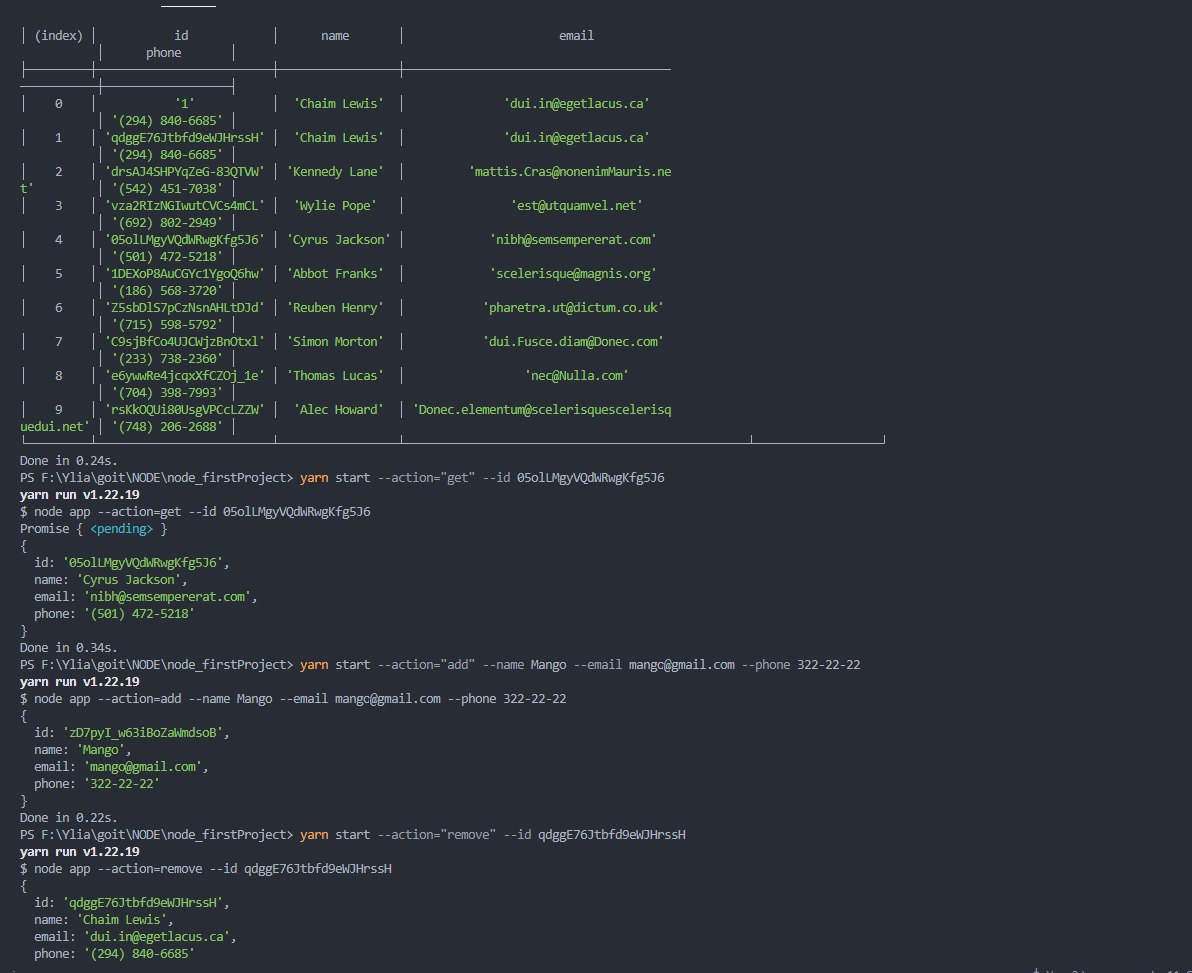 (index) | id | name | email
| phone |
0 | '1' | 'Chaim Lewis' | 'dui.in@egetlacus.ca'
| '(294) 840-6685' |
1 | 'qdggE76Jtbfd9eWJHrssH' | 'Chaim Lewis' | 'dui.in@egetlacus.ca'
| '(294) 840-6685' |
2 | 'drsAJ4SHPYqZeG-83QTVW' | 'Kennedy Lane' | 'mattis.Cras@nonenimMauris.ne
t' | '(542) 451-7038' |
3 | 'vza2RIzNGIwutCVCs4mCL' | 'Wylie Pope' | 'est@utquamvel.net'
| '(692) 802-2949' |
4 | '05olLMgyVQdWRwgKfg5J6' | 'Cyrus Jackson' | 'nibh@semsempererat.com'
| '(501) 472-5218' |
5 | '1DEXoP8AuCGYc1YgoQ6hw' | 'Abbot Franks' | 'scelerisque@magnis.org'
| '(186) 568-3720' |
6 | 'Z5sbDlS7pCzNsnAHLtDJd' | 'Reuben Henry' | 'pharetra.ut@dictum.co.uk'
| '(715) 598-5792' |
7 | 'C9sjBfCo4UJCWjzBnOtxl' | 'Simon Morton' | 'dui.Fusce.diam@Donec.com'
| '(233) 738-2360' |
8 | 'e6ywwRe4jcqxXfCZOj_1e' | 'Thomas Lucas' | 'nec@Nulla.com'
| '(704) 398-7993' |
9 | 'rsKkOQUi80UsgVPCcLZZW' | 'Alec Howard' | 'Donec.elementum@scelerisquescelerisq
uedui.net' | '(748) 206-2688' |
Done in 0.24s.
PS F:\Ylia\goit\NODE\node_firstProject> yarn start --action="get" --id 05olLMgyVQdWRwgKfg5J6
yarn run v1.22.19
$ node app --action=get --id 05olLMgyVQdWRwgKfg5J6
Promise { <pending> }
{
id: '05olLMgyVQdWRwgKfg5J6',
name: 'Cyrus Jackson',
email: 'nibh@semsempererat.com',
phone: '(501) 472-5218'
}
Done in 0.34s.
PS F:\Ylia\goit\NODE\node_firstProject> yarn start --action="add" --name Mango --email mango@gmail.com --phone 322-22-22
yarn run v1.22.19
$ node app --action=add --name Mango --email mango@gmail.com --phone 322-22-22
{
id: 'zD7pyI_w63iBoZaWmdsoB',
name: 'Mango',
email: 'mango@gmail.com',
phone: '322-22-22'
}
Done in 0.22s.
PS F:\Ylia\goit\NODE\node_firstProject> yarn start --action="remove" --id qdggE76Jtbfd9eWJHrssH
yarn run v1.22.19
$ node app --action=remove --id qdggE76Jtbfd9eWJHrssH
{
id: 'qdggE76Jtbfd9eWJHrssH',
name: 'Chaim Lewis',
email: 'dui.in@egetlacus.ca',
phone: '(294) 840-6685'